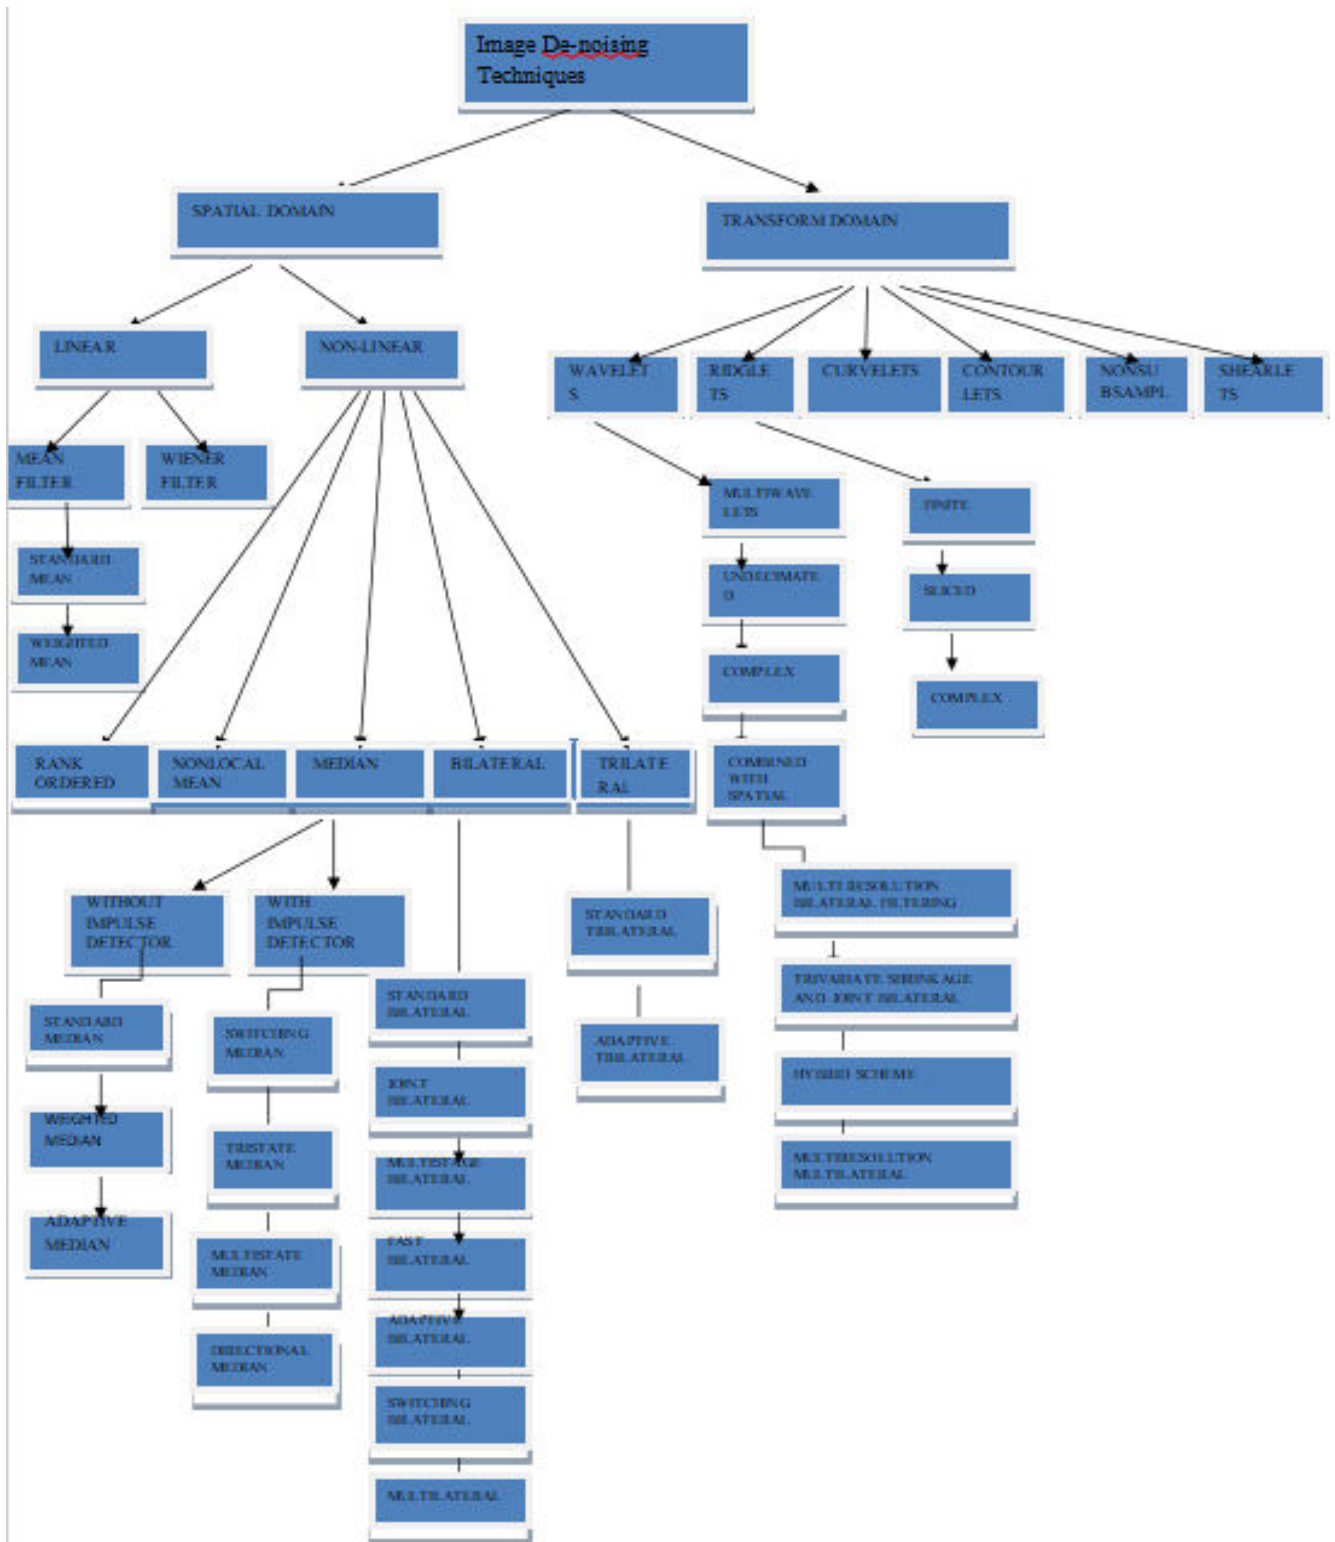 Image De-noising
Techniques
SPATIAL DOMAIN
TRANSFORM DOMAIN
LINEAR
NON-LINEAR
WAVELET
S
RIDGLE
TS
CURVELETS
CONTOUR
LETS
NONSU
BSAMPL
SHEARLE
TS
MEAN
FILTER
WIENER
FILTER
MULTIWAVE
LETS
FINITE
STANDARD
MEAN
UNDECIMATE
D
SLICED
WEIGHTED
MEAN
COMPLEX
COMPLEX
RANK
ORDERED
NONLOCAL
MEAN
MEDIAN
BILATERAL
TRILATE
RAL
COMBINED
WITH
SPATIAL
WITHOUT
IMPULSE
DETECTOR
WITH
IMPULSE
DETECTOR
STANDARD
TRILATERAL
MULTI RESOLUTION
BILATERAL FILTERING
STANDARD
MEDIAN
SWITCHING
MEDIAN
STANDARD
BILATERAL
ADAPTIVE
TRILATERAL
TRIVARIATE SHRINKAGE
AND JOINT BILATERAL
JOINT
BILATERAL
SCHEME
WEIGHTED
MEDIAN
TRISTATE
MEDIAN
MULTISTAGE
BILATERAL
MULTIRESOLUTION
MULTILATERAL
ADAPTIVE
MEDIAN
MULTISTATE
MEDIAN
FAST
BILATERAL
DIRECTIONAL
MEDIAN
ADAPTIVE
BILATERAL
SWITCHING
BILATERAL
MULTILATERAL